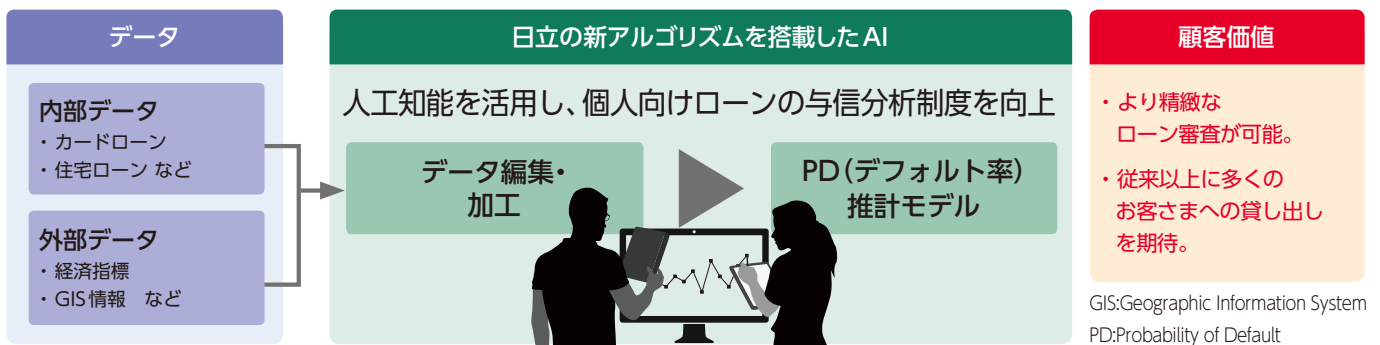 データ
内部データ
・カードローン
・住宅ローン など
外部データ
・経済指標
・GIS情報 など
日立の新アルゴリズムを搭載したAI
人工知能を活用し、個人向けローンの与信分析制度を向上
データ編集・
加工
PD(デフォルト率)
推計モデル
顧客価値
・より精緻な
ローン審査が可能。
・従来以上に多くの
お客さまへの貸し出し
を期待。
GIS:Geographic Information System
PD:Probability of Default